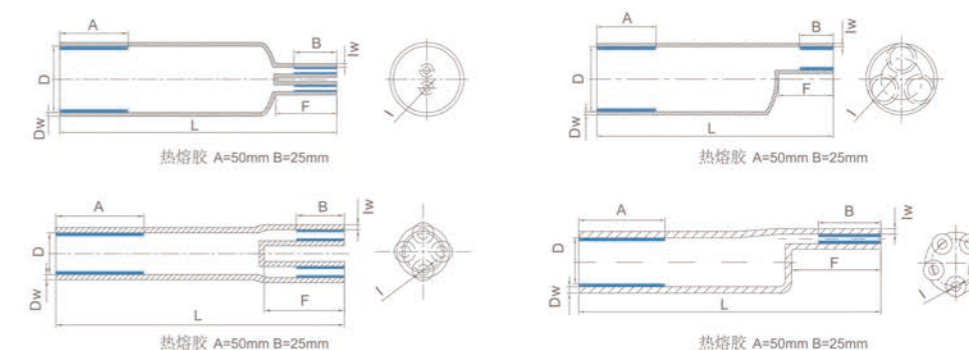 A
B
Iw
D
Dw
F
L
I
热熔胶 A=50mm B=25mm
A
B
Iw
D
Dw
F
L
I
热熔胶 A=50mm B=25mm
A
B
Iw
D
Dw
F
L
I
热熔胶 A=50mm B=25mm
A
B
Iw
D
Dw
F
L
I
热熔胶 A=50mm B=25mm